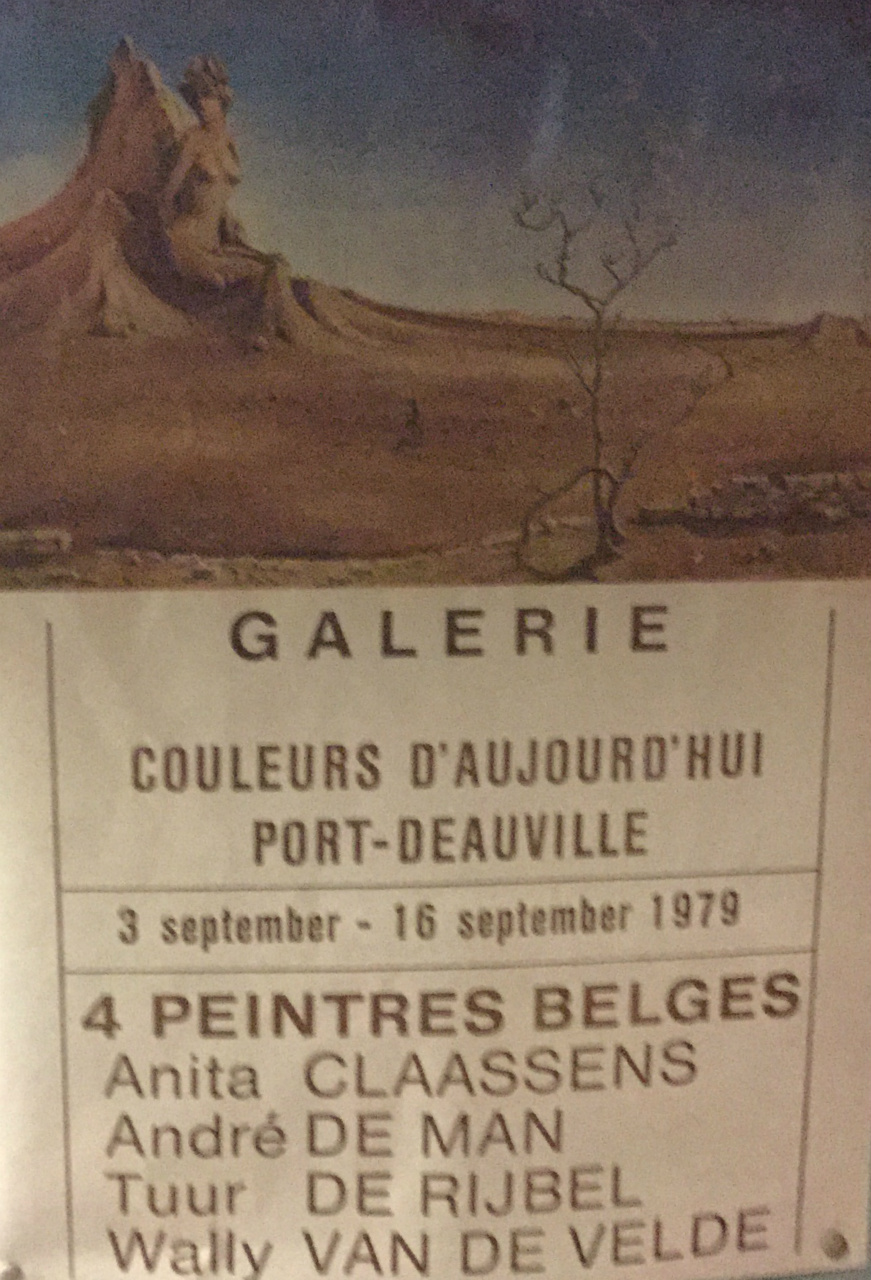 GALERIE
COULEURS D'AUJOURD'HUI
PORT-DEAUVILLE
3 september - 16 september 1979
4 PEINTRES BELGES
Anita CLAASSENS
André DE MAN
Tuur DE RIJBEL
Wally VAN DE VELDE